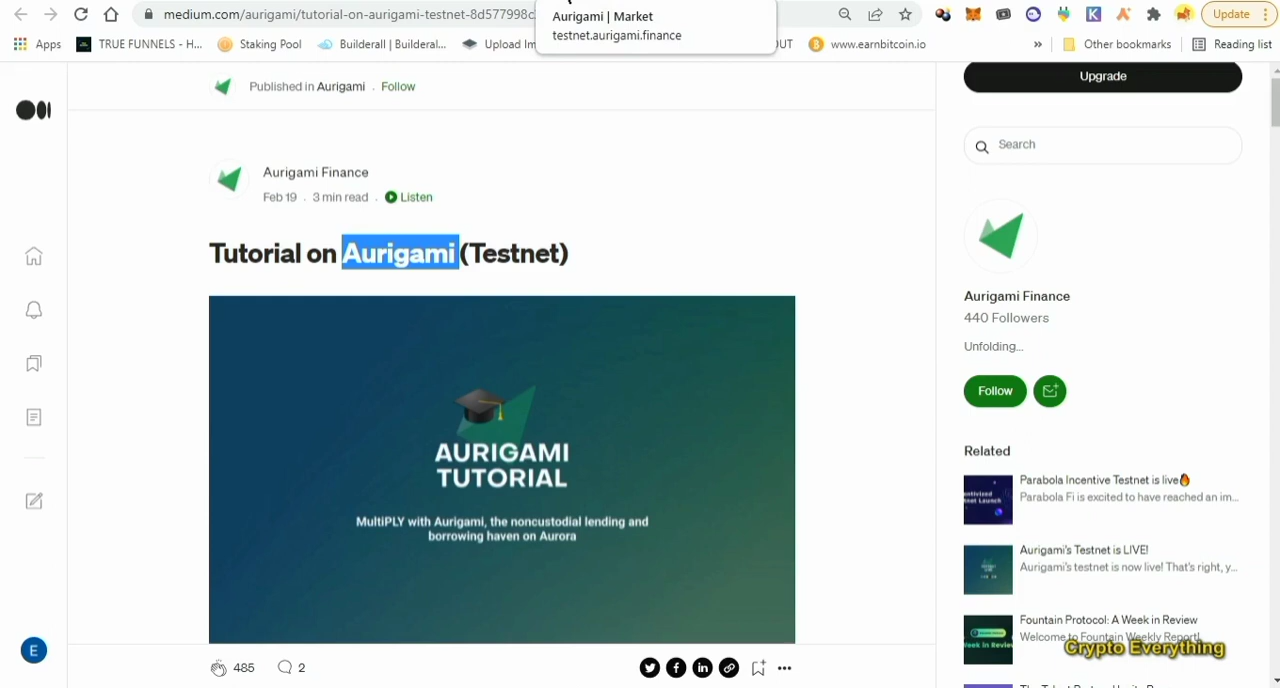 medium.com/aurigami/tutorial-on-aurigami-testnet-8d577998c
Aurigami | Market
testnet.aurigami.finance
Update
Apps
TRUE FUNNELS - H...
Staking Pool
Builderall | Builderal...
Upload Im
OUT
www.earnbitcoin.io
»
Other bookmarks
Reading list
Published in Aurigami . Follow
Upgrade
Search
Aurigami Finance
Feb 19 . 3 min read . Listen
Tutorial on Aurigami (Testnet)
AURIGAMI
TUTORIAL
MultiPLY with Aurigami, the noncustodial lending and
borrowing haven on Aurora
Aurigami Finance
440 Followers
Unfolding...
Follow
Related
Parabola Incentive Testnet is live🔥
Parabola Fi is excited to have reached an im...
Aurigami's Testnet is LIVE!
Aurigami's testnet is now live! That's right, y...
Fountain Protocol: A Week in Review
Welcome to Fountain Weekly Report!
Crypto Everything
E
485
2